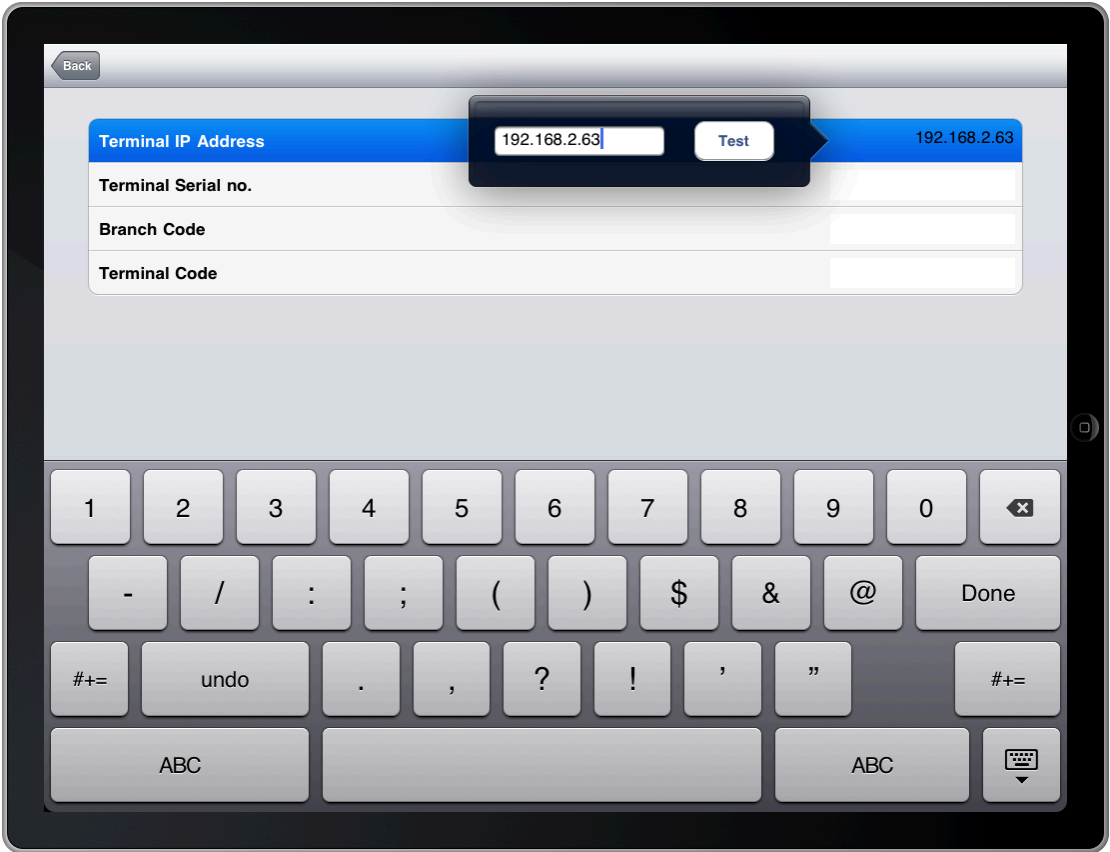 Back
Terminal IP Address
192.168.2.63
Test
192.168.2.63
Terminal Serial no.
Branch Code
Terminal Code
1 2 3 4 5 6 7 8 9 0
- / : ; ( ) $ & @ Done
#+= undo . , ? ! ’ ” #+=
ABC ABC